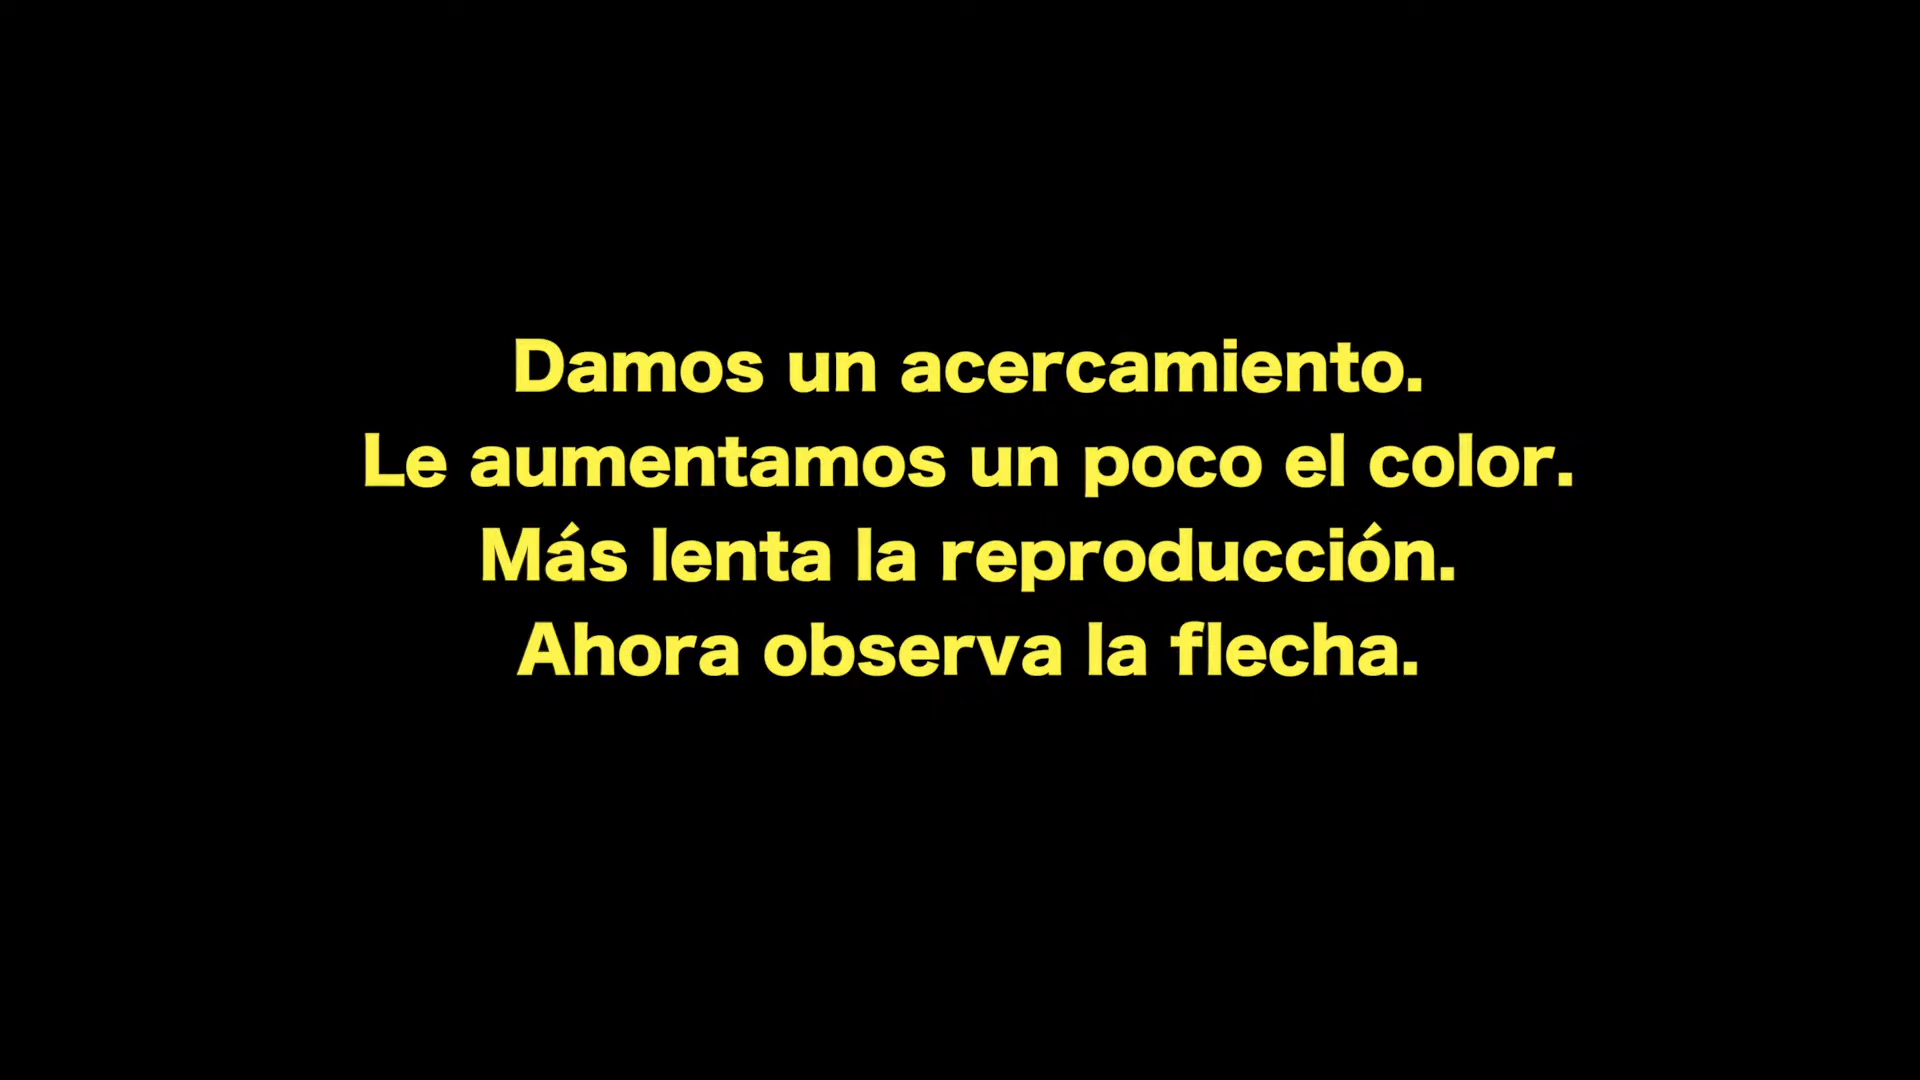 Damos un acercamiento.
Le aumentamos un poco el color.
Más lenta la reproducción.
Ahora observa la flecha.